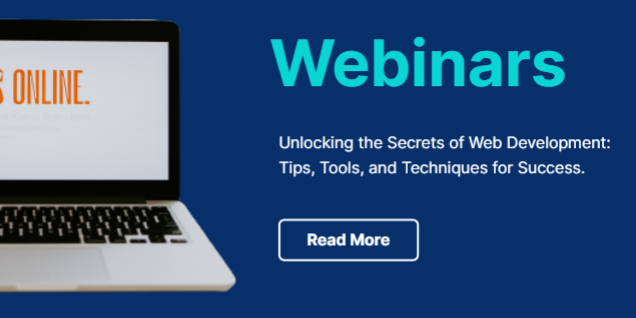 ONLINE.
Webinars
Unlocking the Secrets of Web Development:
Tips, Tools, and Techniques for Success.
Read More